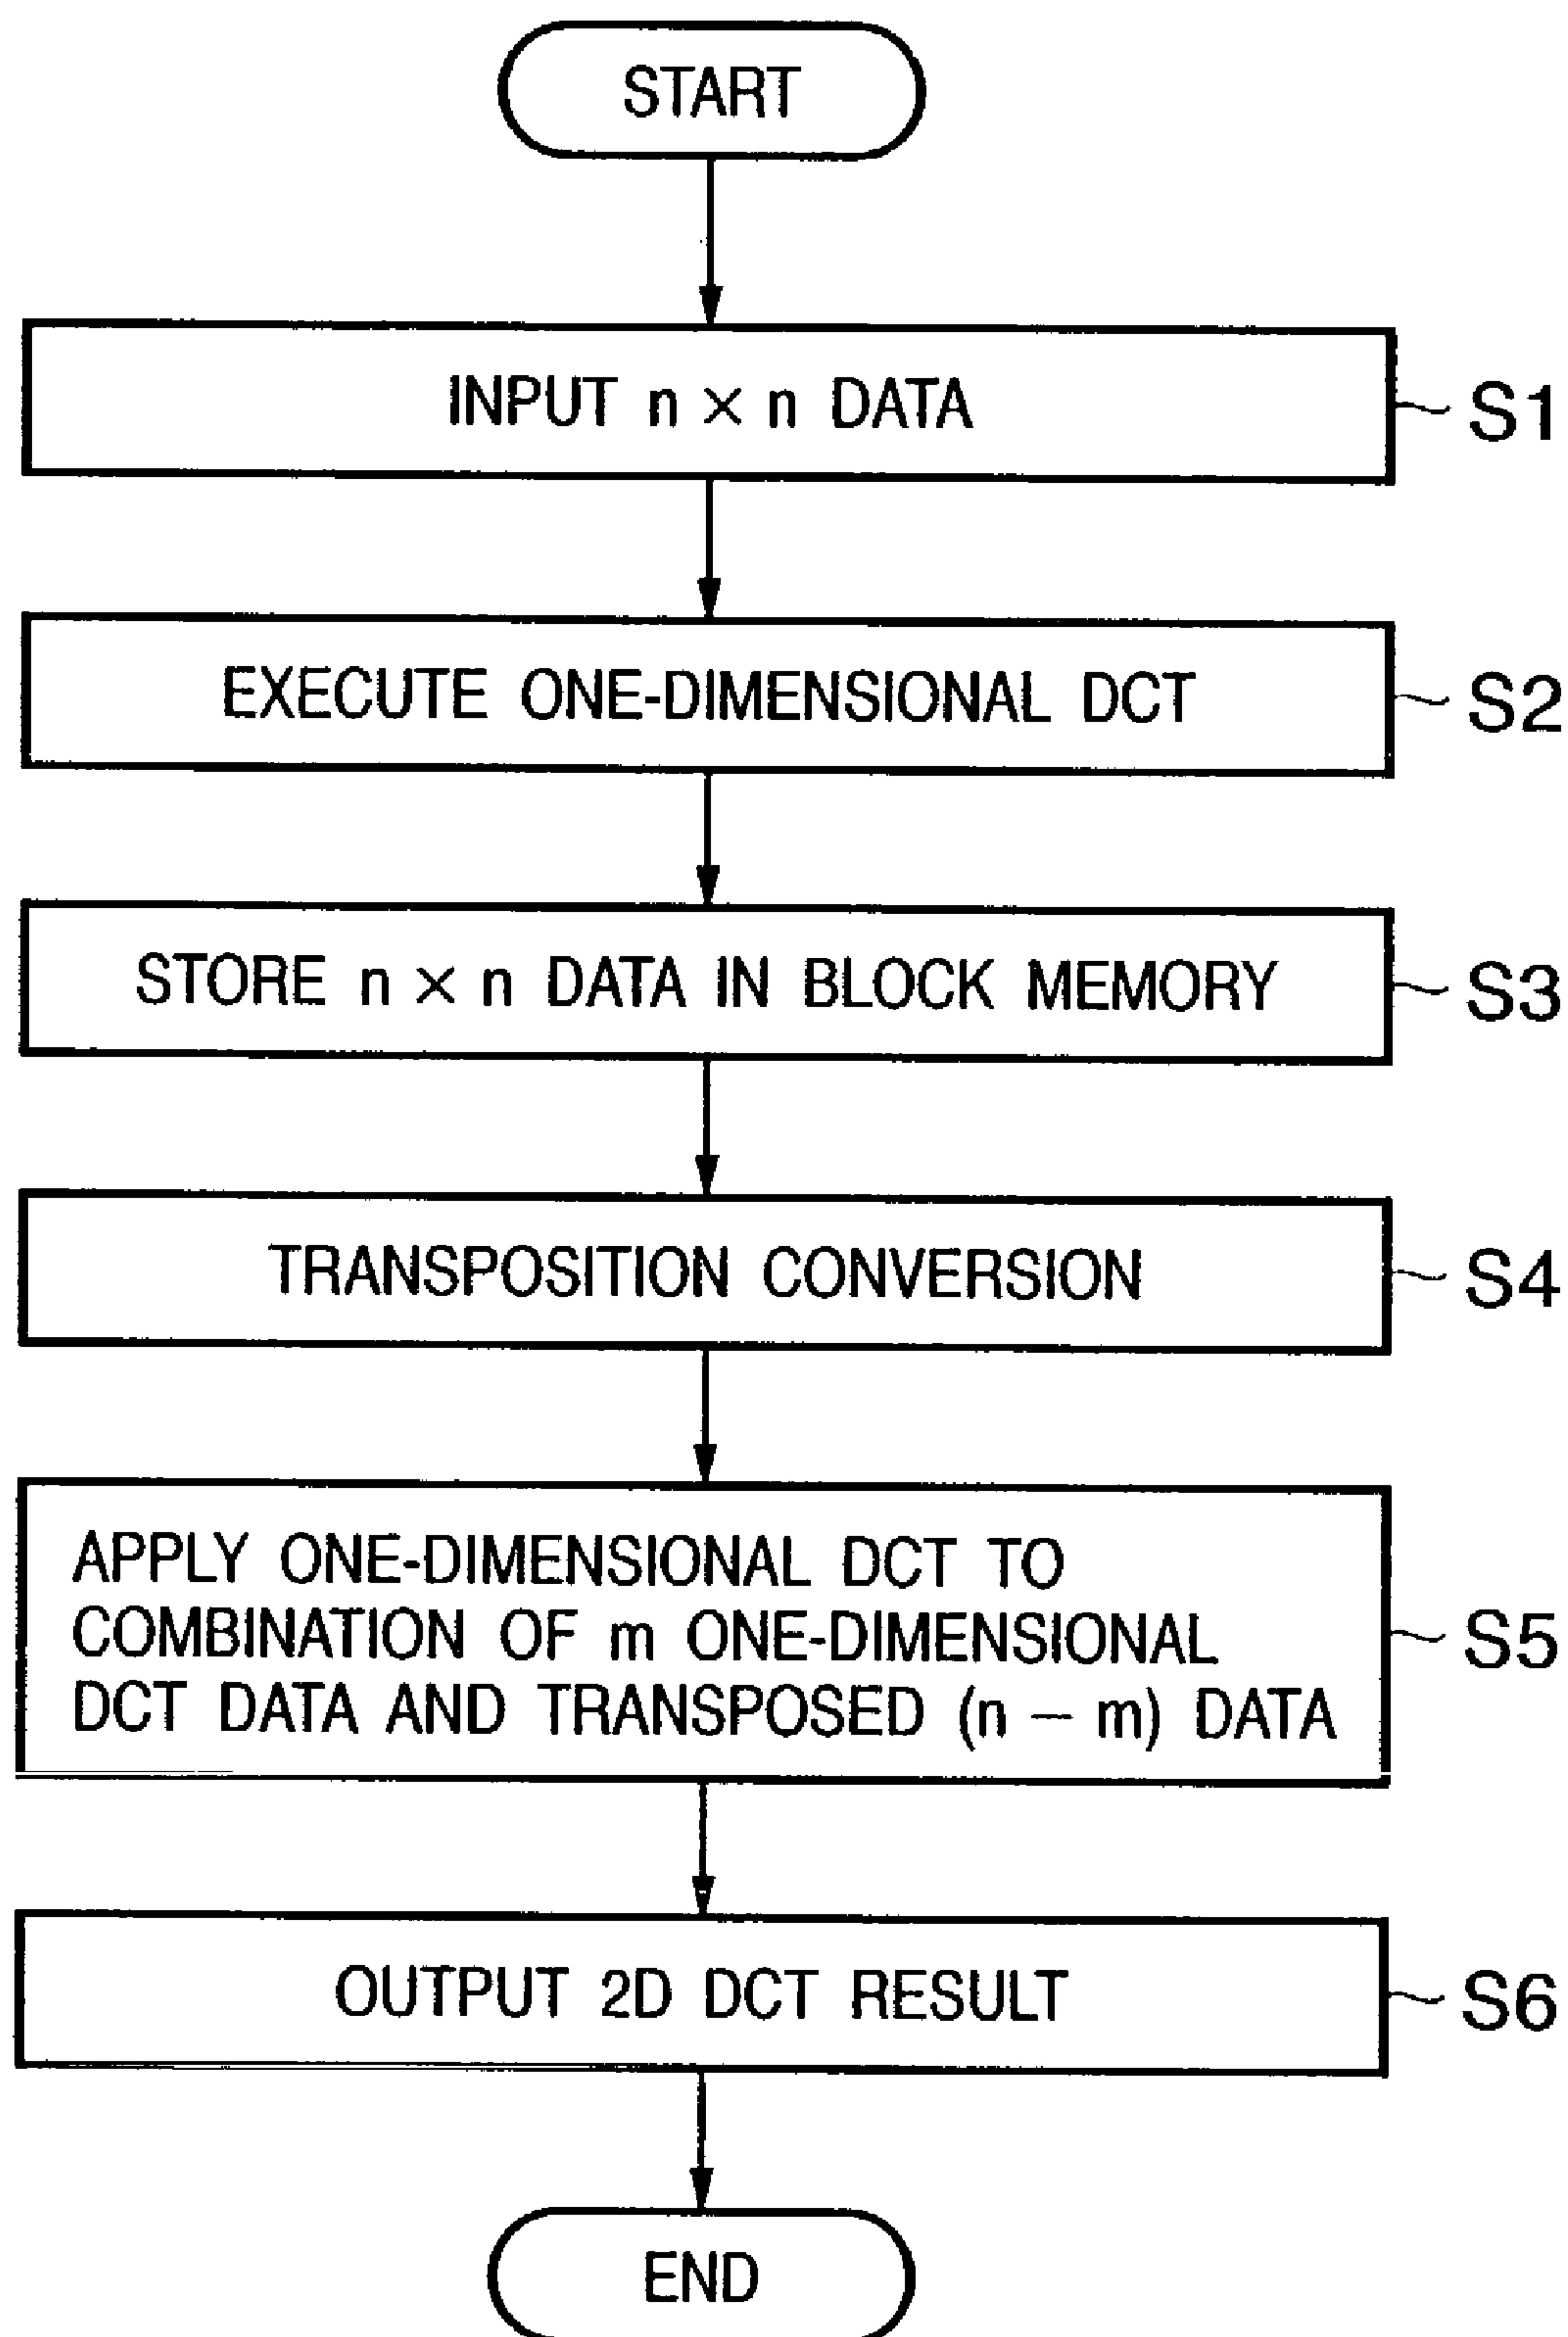 START
INPUT n × n DATA
S1
EXECUTE ONE-DIMENSIONAL DCT
S2
STORE n × n DATA IN BLOCK MEMORY
S3
TRANSPOSITION CONVERSION
S4
APPLY ONE-DIMENSIONAL DCT TO
COMBINATION OF m ONE-DIMENSIONAL
DCT DATA AND TRANSPOSED (n − m) DATA
S5
OUTPUT 2D DCT RESULT
S6
END